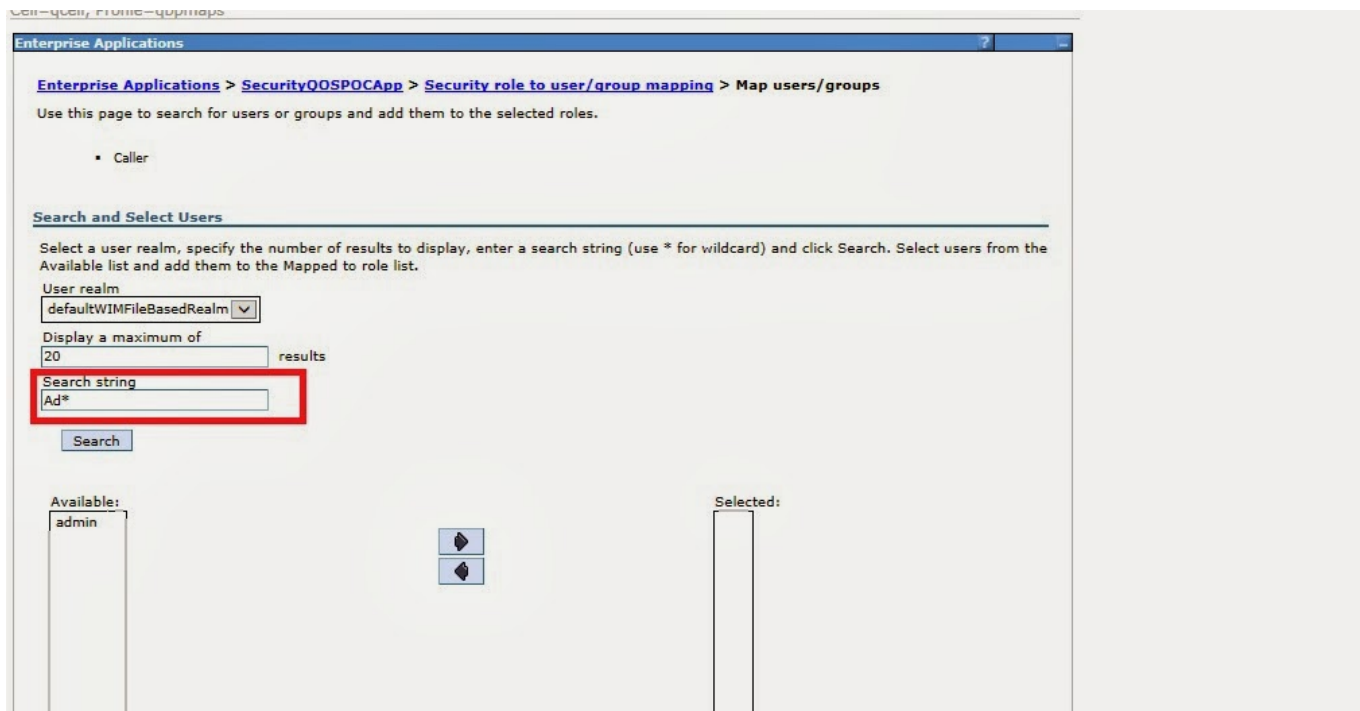 Cell=qcell, Profile=qbpmaps
Enterprise Applications ?
Enterprise Applications > SecurityQOSPOCApp > Security role to user/group mapping > Map users/groups
Use this page to search for users or groups and add them to the selected roles.
Caller
Search and Select Users
Select a user realm, specify the number of results to display, enter a search string (use * for wildcard) and click Search. Select users from the
Available list and add them to the Mapped to role list.
User realm
defaultWIMFileBasedRealm
Display a maximum of
20 results
Search string
Ad*
Search
Available: Selected:
admin